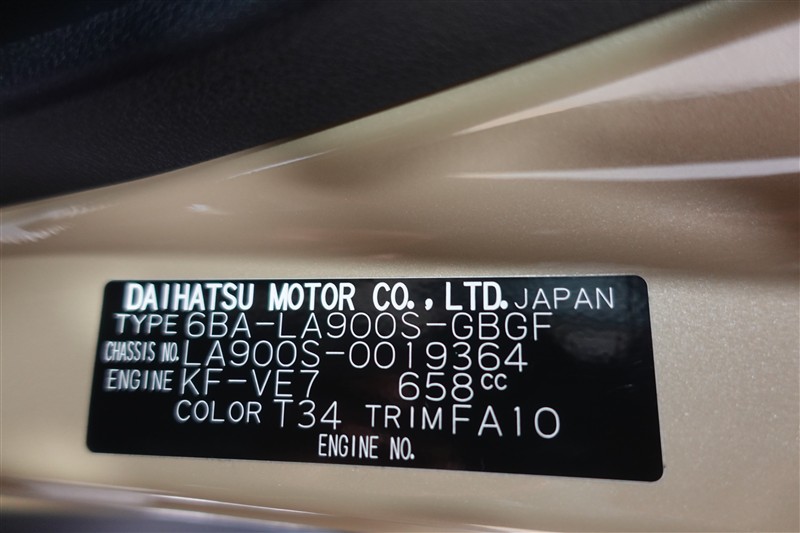 DAIHATSU MOTOR CO., LTD. JAPAN
TYPE 6BA-LA900S-GBGF
CHASSIS NO. LA900S-0019364
ENGINE KF-VE7 658cc
COLOR T34 TRIM FA10
ENGINE NO.